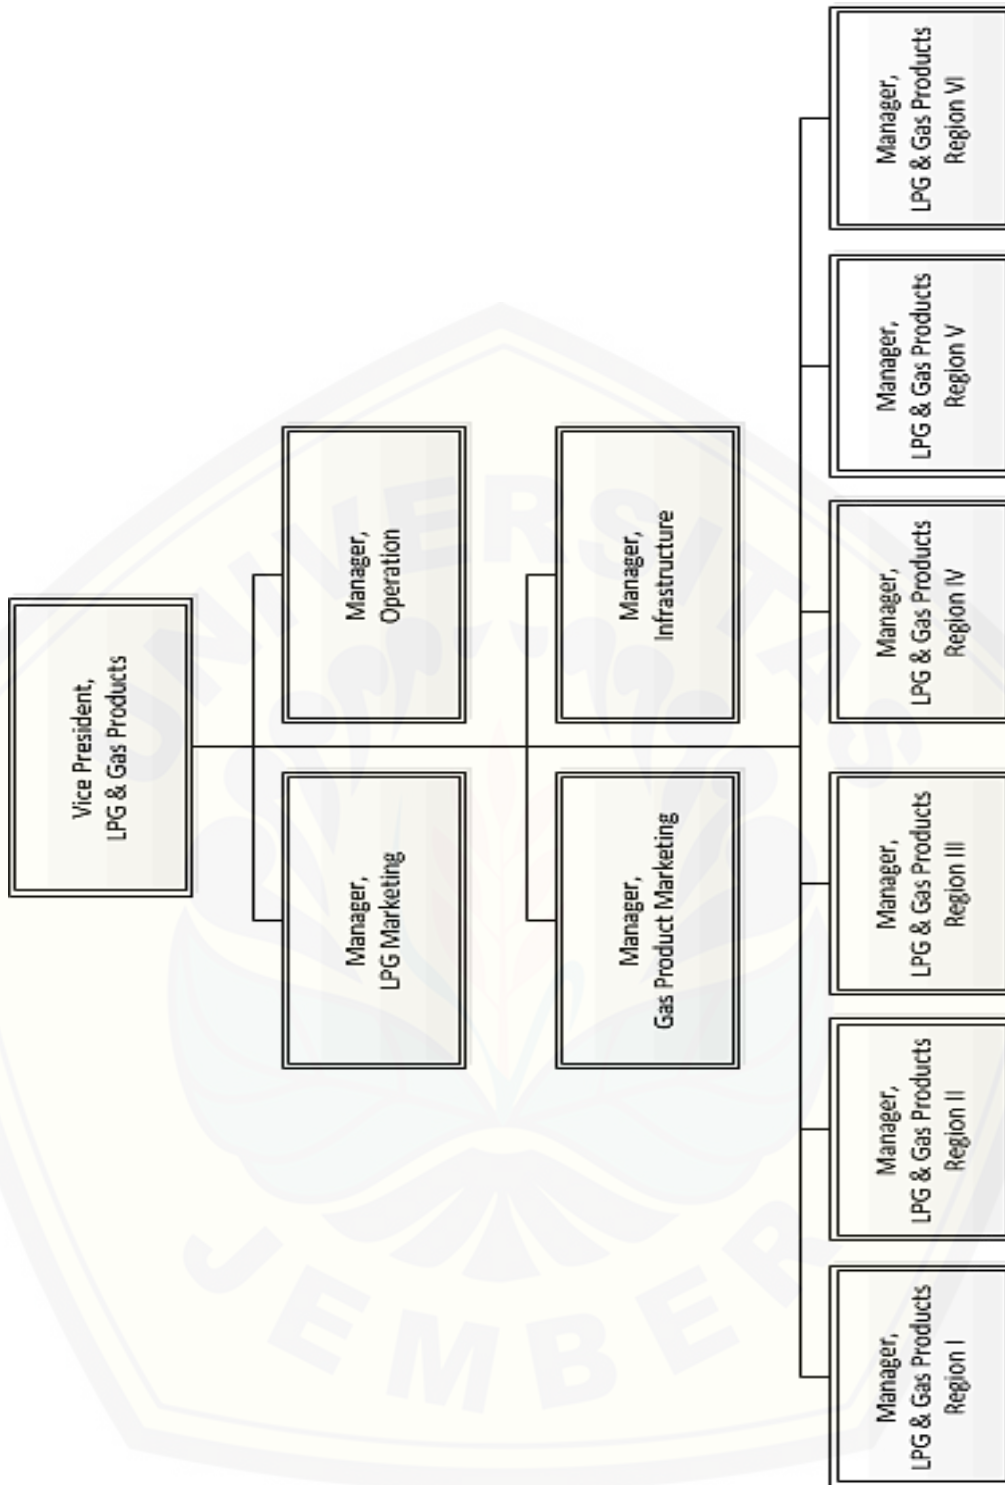 Vice President,
LPG & Gas Products
Manager,
LPG Marketing
Manager,
Operation
Manager,
Gas Product Marketing
Manager,
Infrastructure
Manager,
LPG & Gas Products
Region I
Manager,
LPG & Gas Products
Region II
Manager,
LPG & Gas Products
Region III
Manager,
LPG & Gas Products
Region IV
Manager,
LPG & Gas Products
Region V
Manager,
LPG & Gas Products
Region VI
UNIVERSITAS
JEMBER